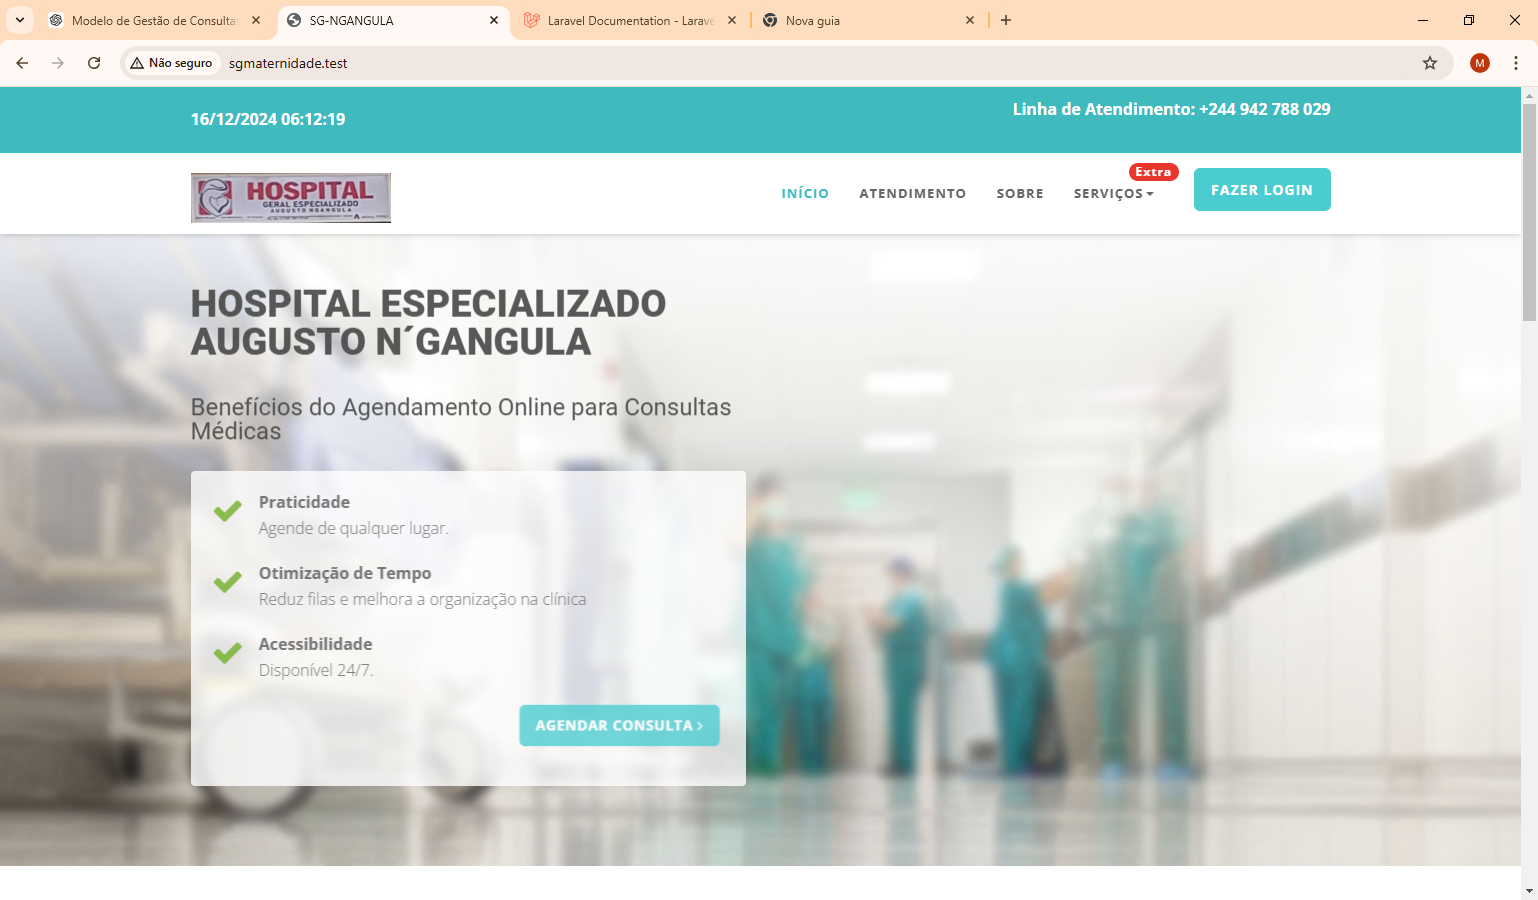 Modelo de Gestão de Consultas
SG-NGANGULA
Laravel Documentation - Larave
Nova guia
Não seguro
sgmaternidade.test
M
16/12/2024 06:12:19
Linha de Atendimento: +244 942 788 029
HOSPITAL
GERAL ESPECIALIZADO
AUGUSTO NGANGULA
INÍCIO
ATENDIMENTO
SOBRE
SERVIÇOS
Extra
FAZER LOGIN
HOSPITAL ESPECIALIZADO
AUGUSTO N´GANGULA
Benefícios do Agendamento Online para Consultas
Médicas
Praticidade
Agende de qualquer lugar.
Otimização de Tempo
Reduz filas e melhora a organização na clínica
Acessibilidade
Disponível 24/7.
AGENDAR CONSULTA ›